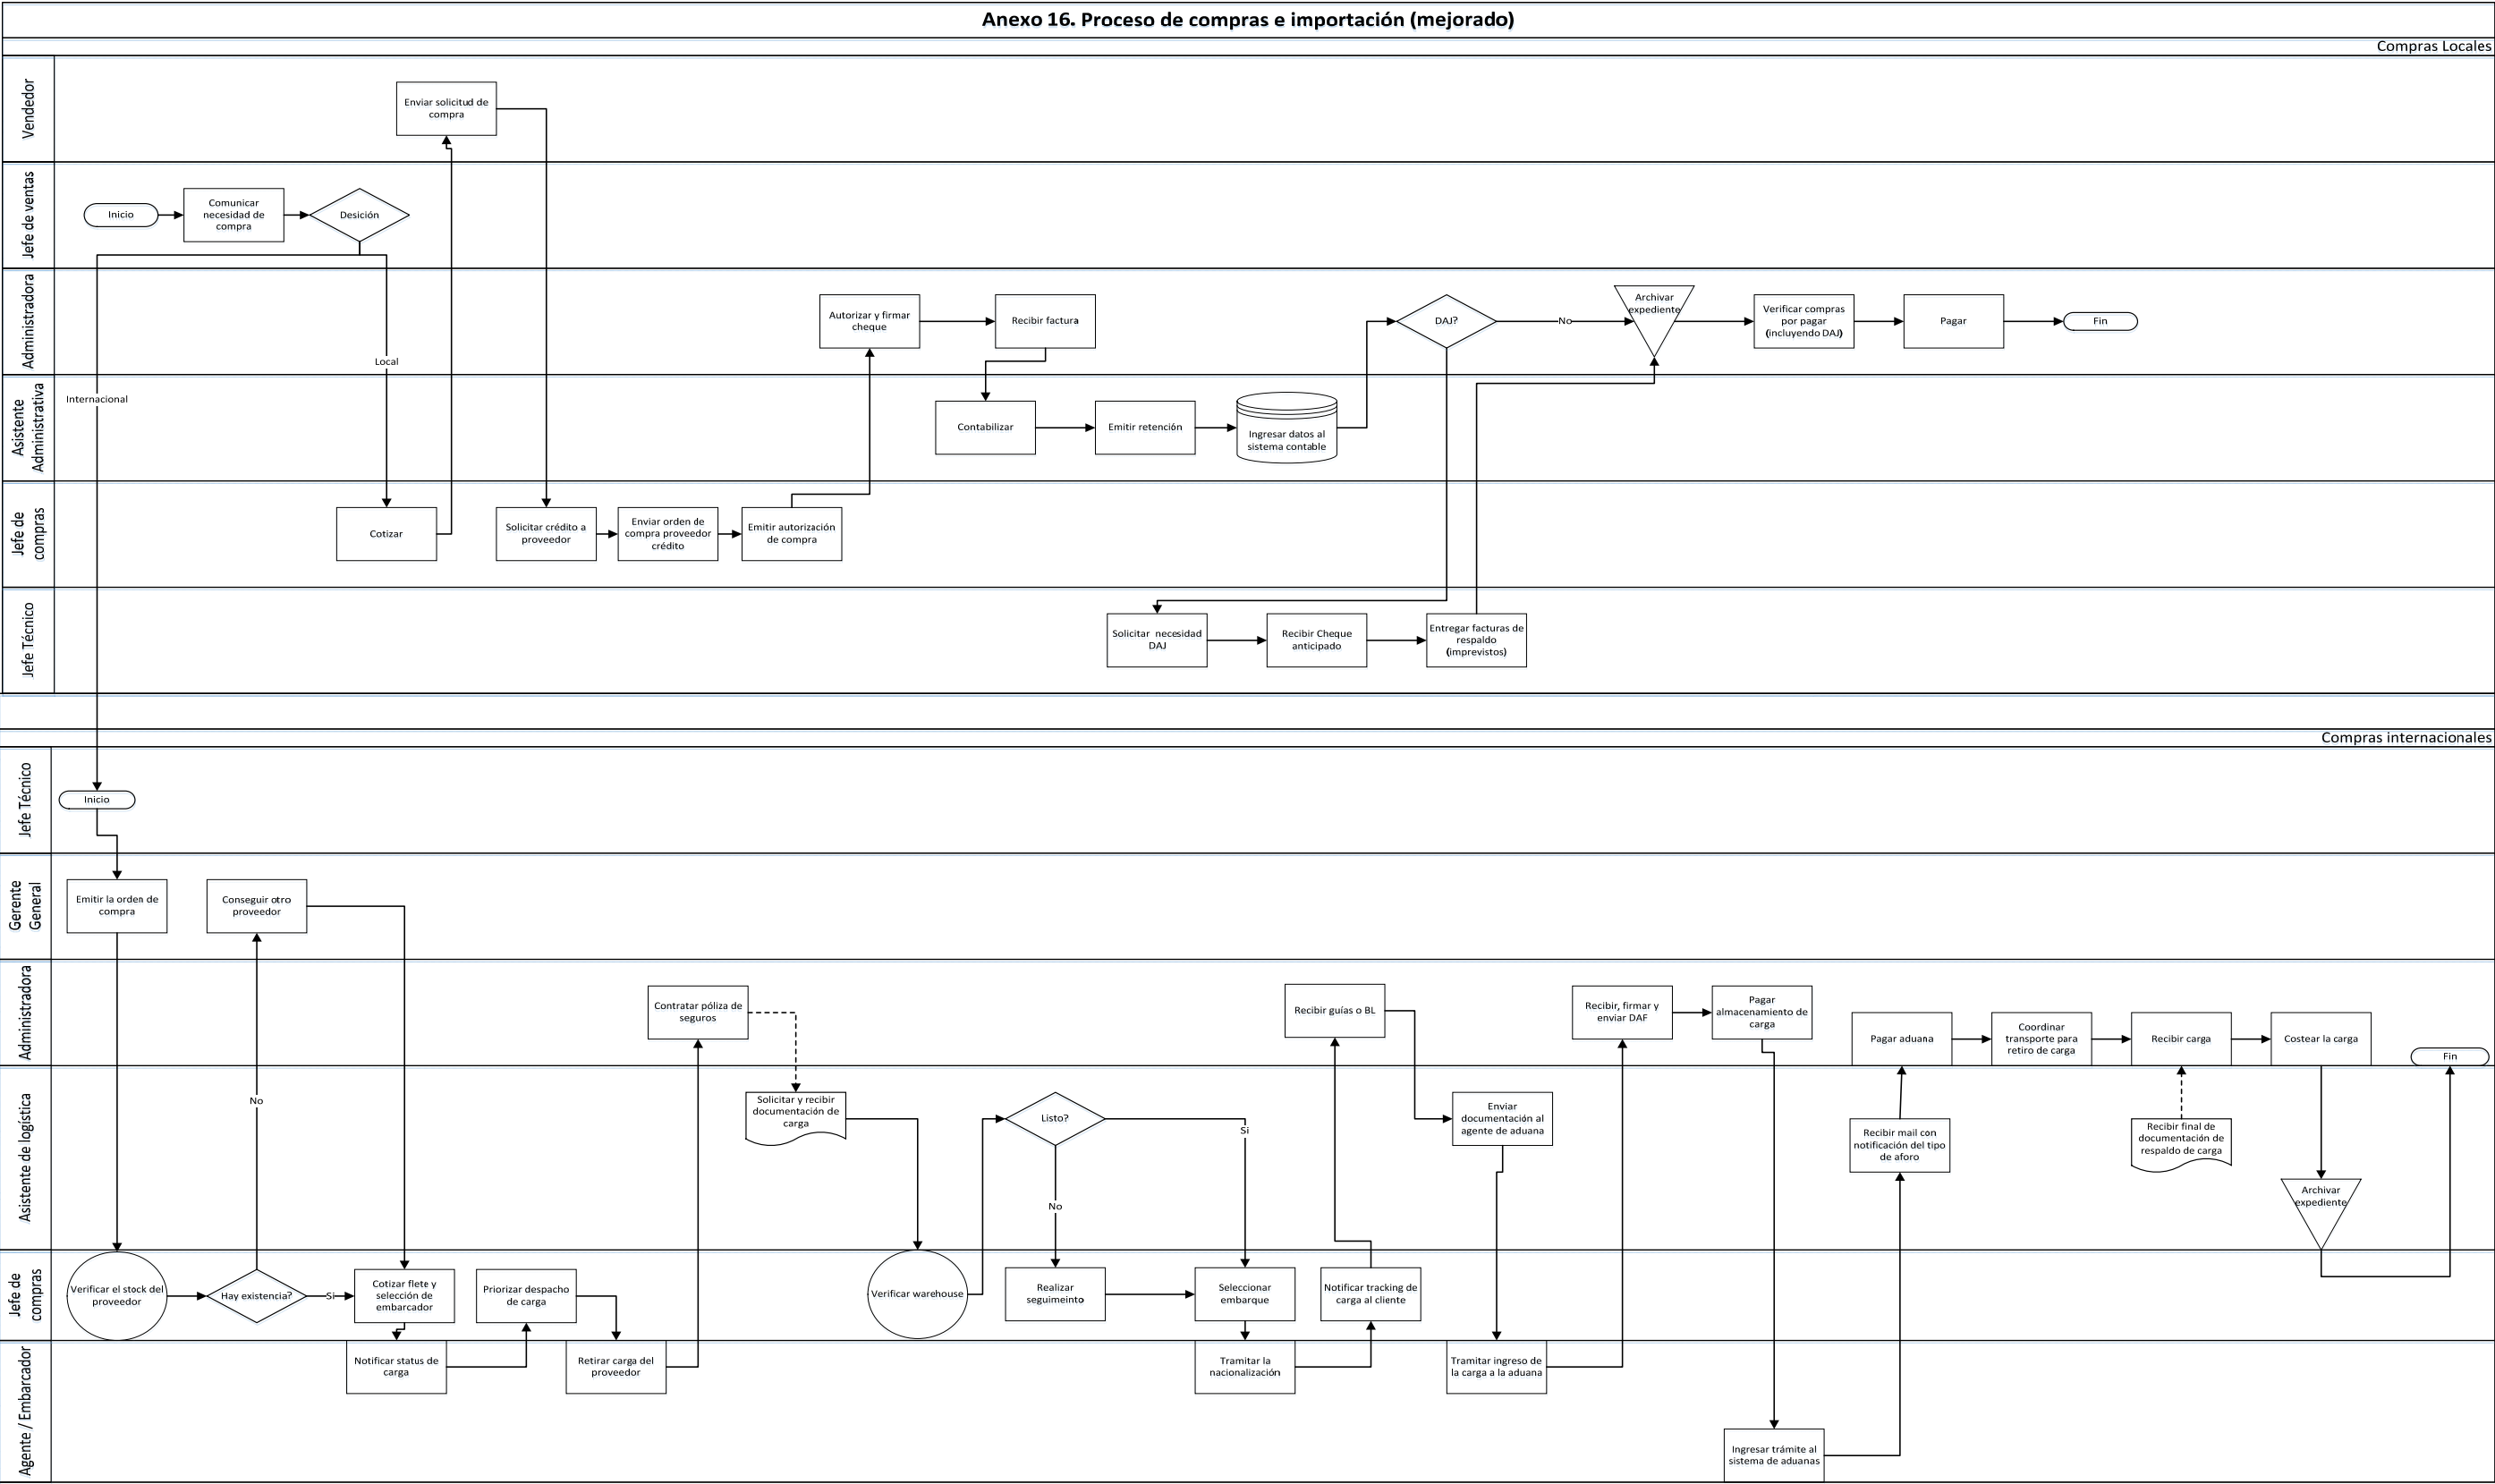 Anexo 16. Proceso de compras e importación (mejorado)
Compras Locales
Vendedor
Enviar solicitud de
compra
Jefe de ventas
Inicio
Comunicar
necesidad de
compra
Desición
Administradora
Autorizar y firmar
cheque
Recibir factura
DAJ?
No
Archivar
expediente
Verificar compras
por pagar
(incluyendo DAJ)
Pagar
Fin
Local
Internacional
Asistente
Administrativa
Contabilizar
Emitir retención
Ingresar datos al
sistema contable
Jefe de
compras
Cotizar
Solicitar crédito a
proveedor
Enviar orden de
compra proveedor
crédito
Emitir autorización
de compra
Jefe Técnico
Solicitar necesidad
DAJ
Recibir Cheque
anticipado
Entregar facturas de
respaldo
(imprevistos)
Compras internacionales
Jefe Técnico
Inicio
Gerente
General
Emitir la orden de
compra
Conseguir otro
proveedor
Administradora
Contratar póliza de
seguros
Recibir guías o BL
Recibir, firmar y
enviar DAF
Pagar
almacenamiento de
carga
Pagar aduana
Coordinar
transporte para
retiro de carga
Recibir carga
Costear la carga
Fin
Asistente de logística
No
Solicitar y recibir
documentación de
carga
Listo?
Si
No
Enviar
documentación al
agente de aduana
Recibir mail con
notificación del tipo
de aforo
Recibir final de
documentación de
respaldo de carga
Archivar
expediente
Jefe de
compras
Verificar el stock del
proveedor
Hay existencia?
Si
Cotizar flete y
selección de
embarcador
Priorizar despacho
de carga
Verificar warehouse
Realizar
seguimeinto
Seleccionar
embarque
Notificar tracking de
carga al cliente
Agente / Embarcador
Notificar status de
carga
Retirar carga del
proveedor
Tramitar la
nacionalización
Tramitar ingreso de
la carga a la aduana
Ingresar trámite al
sistema de aduanas